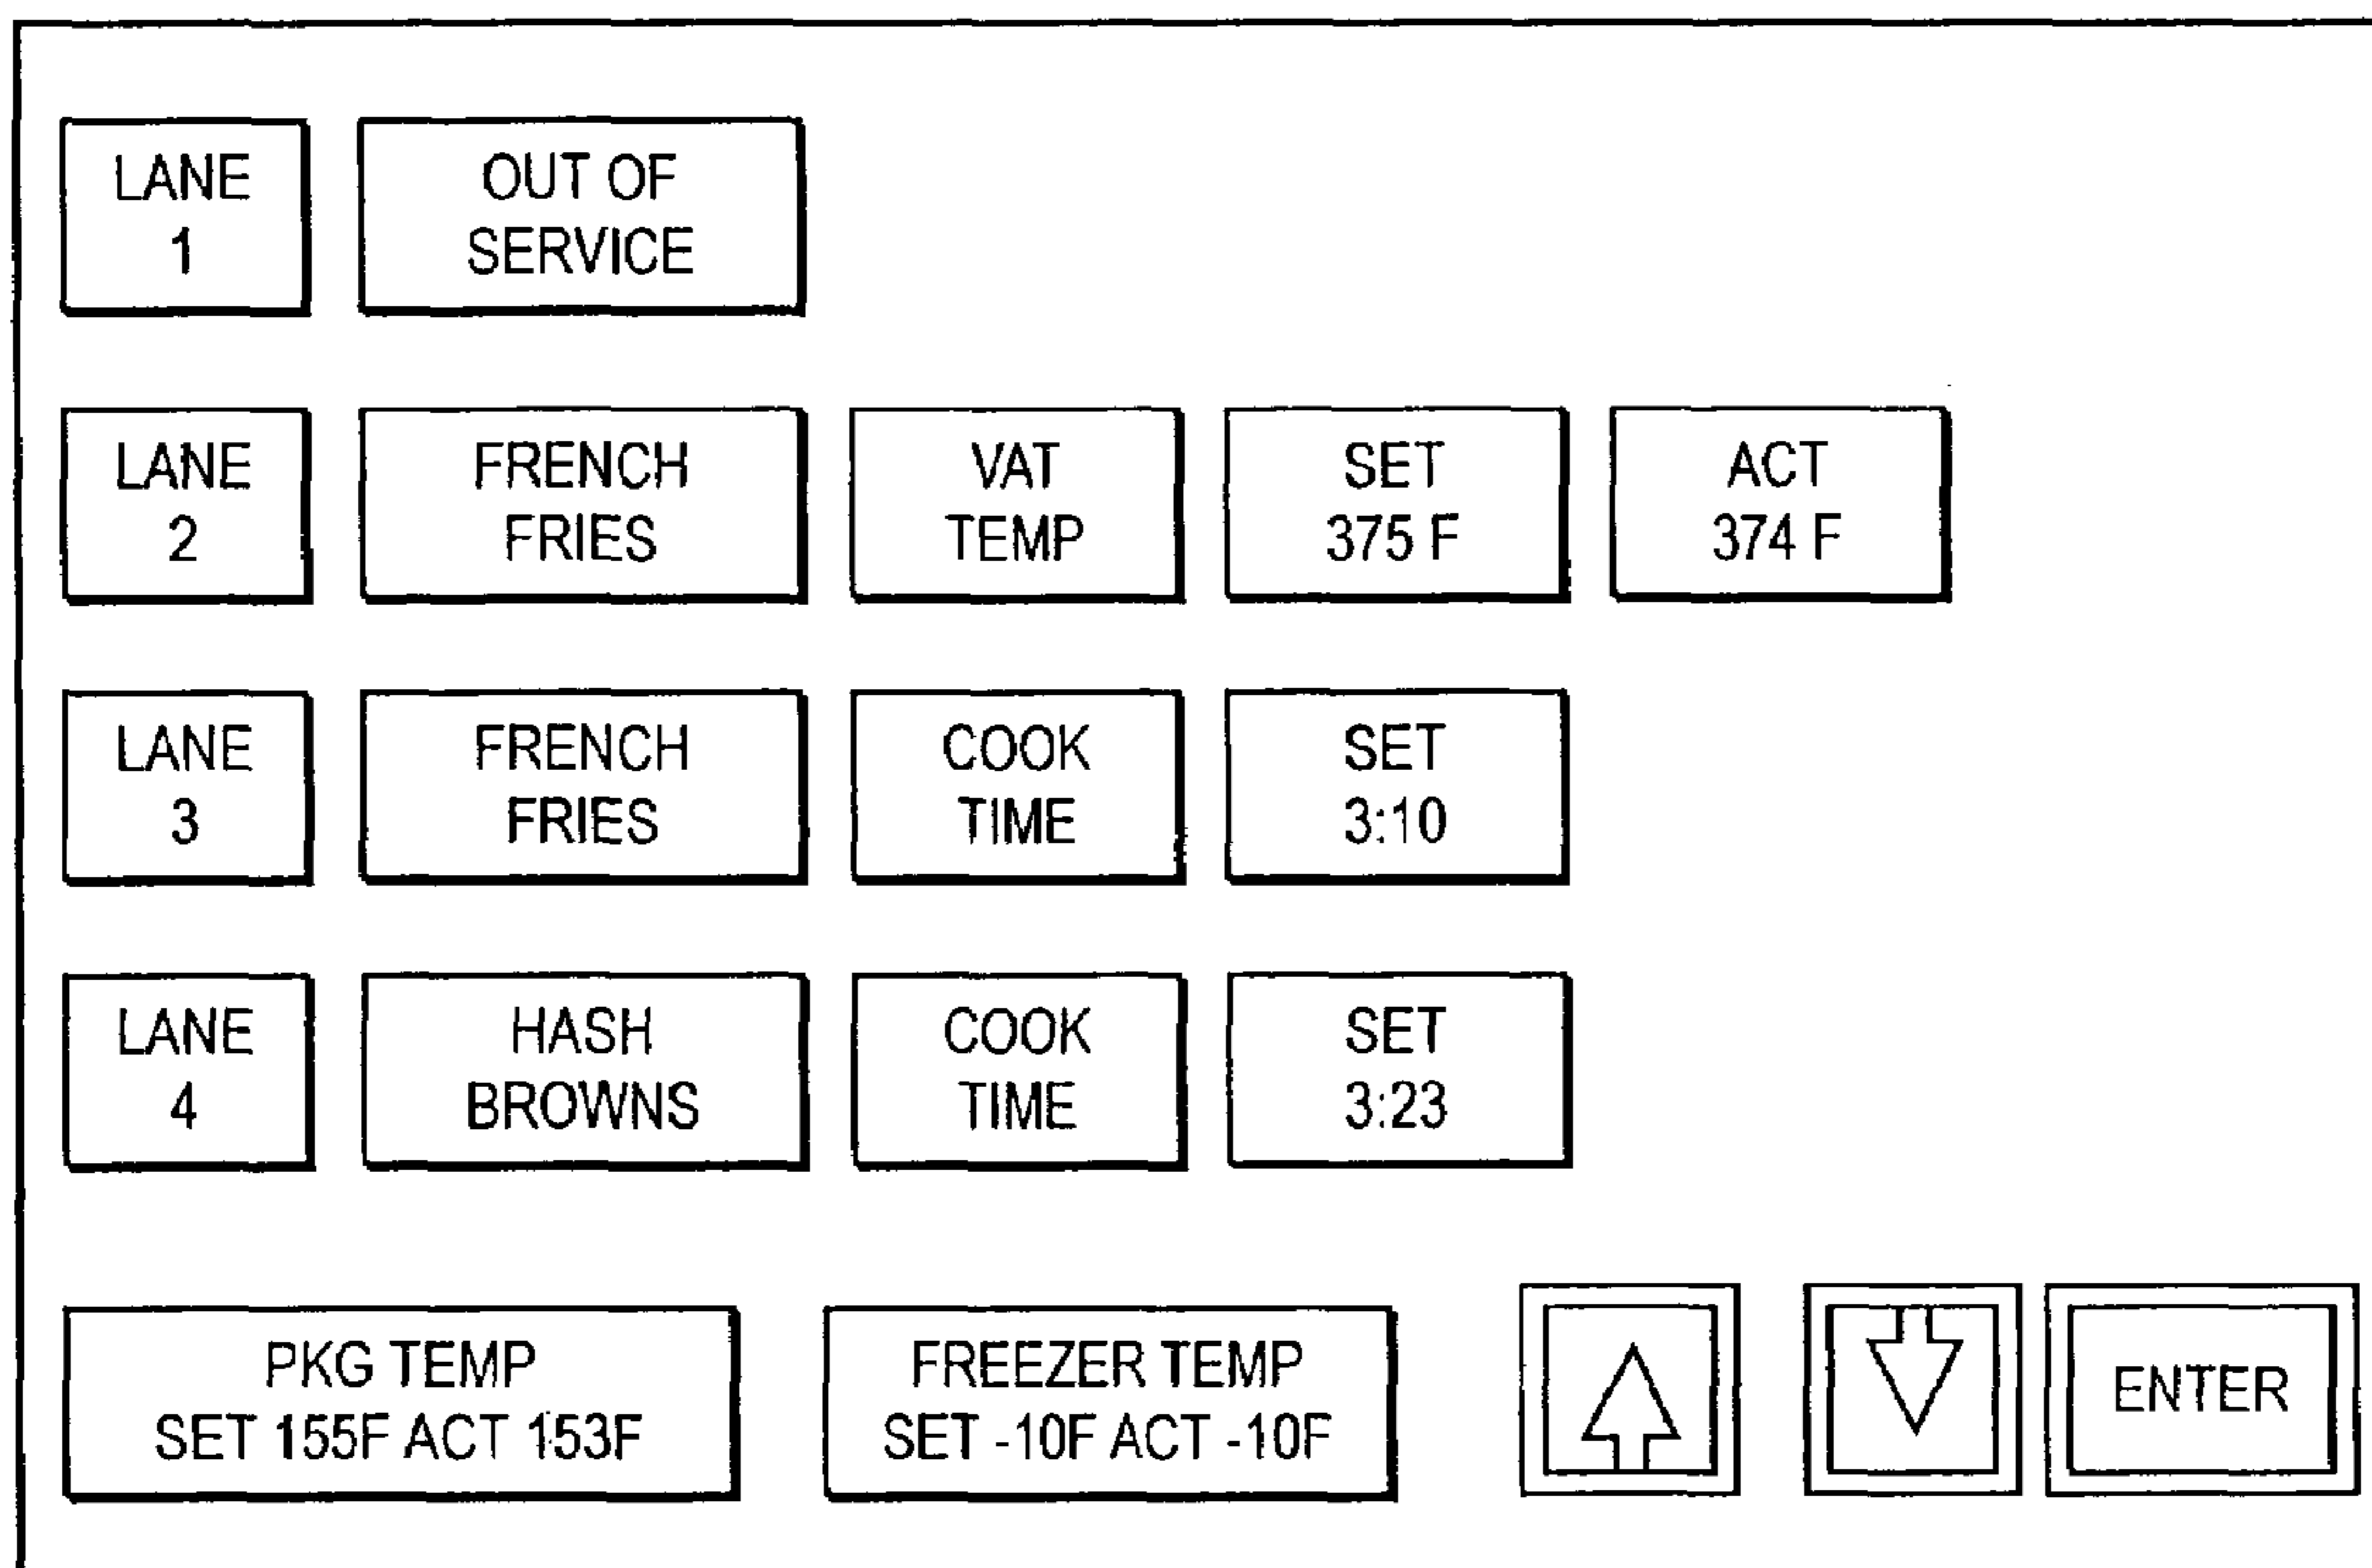 LANE
1
OUT OF
SERVICE
LANE
2
FRENCH
FRIES
VAT
TEMP
SET
375 F
ACT
374 F
LANE
3
FRENCH
FRIES
COOK
TIME
SET
3:10
LANE
4
HASH
BROWNS
COOK
TIME
SET
3:23
PKG TEMP
SET 155F ACT 153F
FREEZER TEMP
SET -10F ACT -10F
ENTER